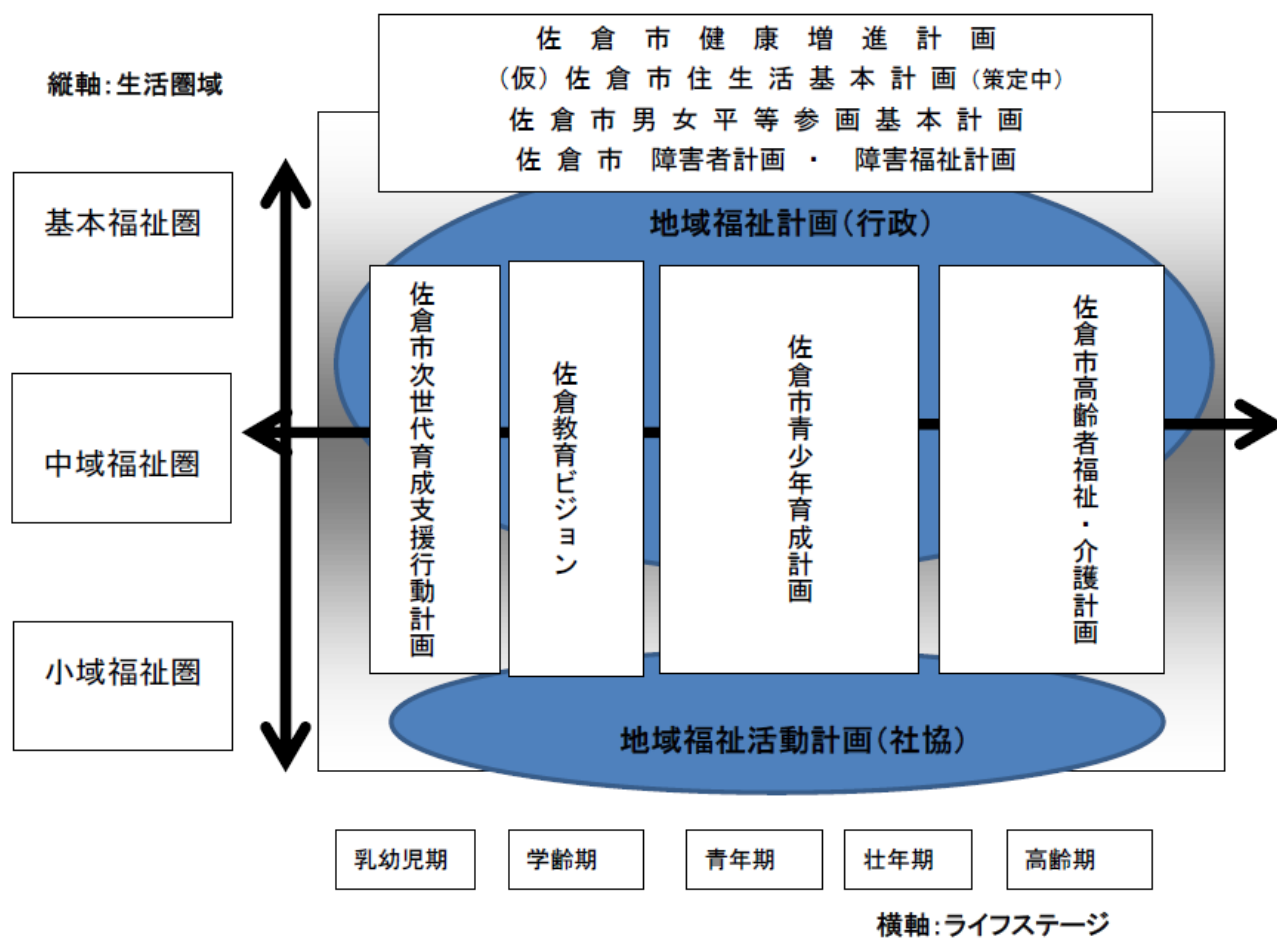 佐倉市健康増進計画
（仮）佐倉市住生活基本計画（策定中）
佐倉市男女平等参画基本計画
佐倉市 障害者計画 ・ 障害福祉計画
縦軸：生活圏域
基本福祉圏
中域福祉圏
小域福祉圏
地域福祉計画（行政）
佐倉市次世代育成支援行動計画
佐倉教育ビジョン
佐倉市青少年育成計画
佐倉市高齢者福祉・介護計画
地域福祉活動計画（社協）
乳幼児期
学齢期
青年期
壮年期
高齢期
横軸：ライフステージ